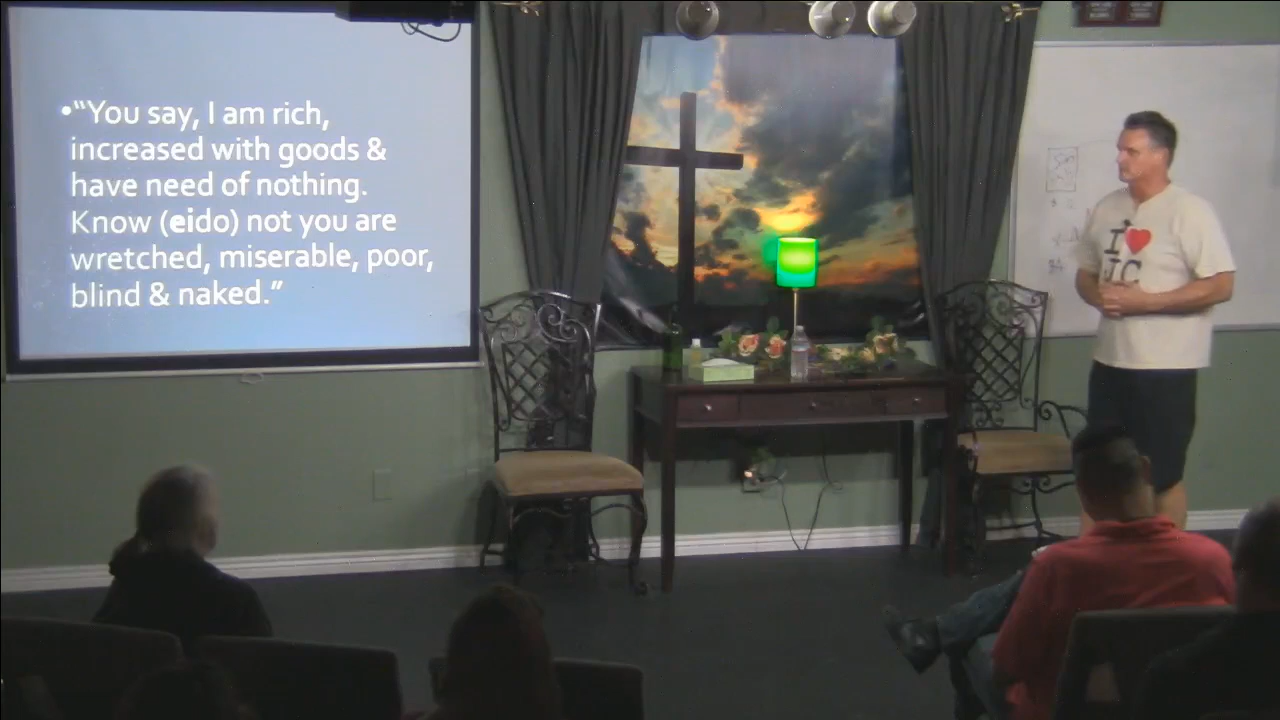 •“You say, I am rich,
increased with goods &
have need of nothing.
Know (eido) not you are
wretched, miserable, poor,
blind & naked.”
I ♥
JC